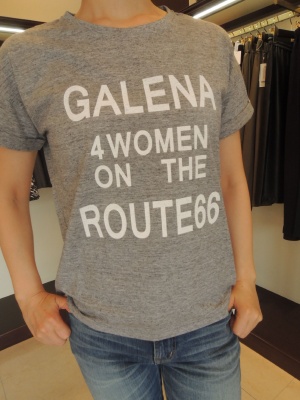 GALENA
4WOMEN
ON THE
ROUTE66